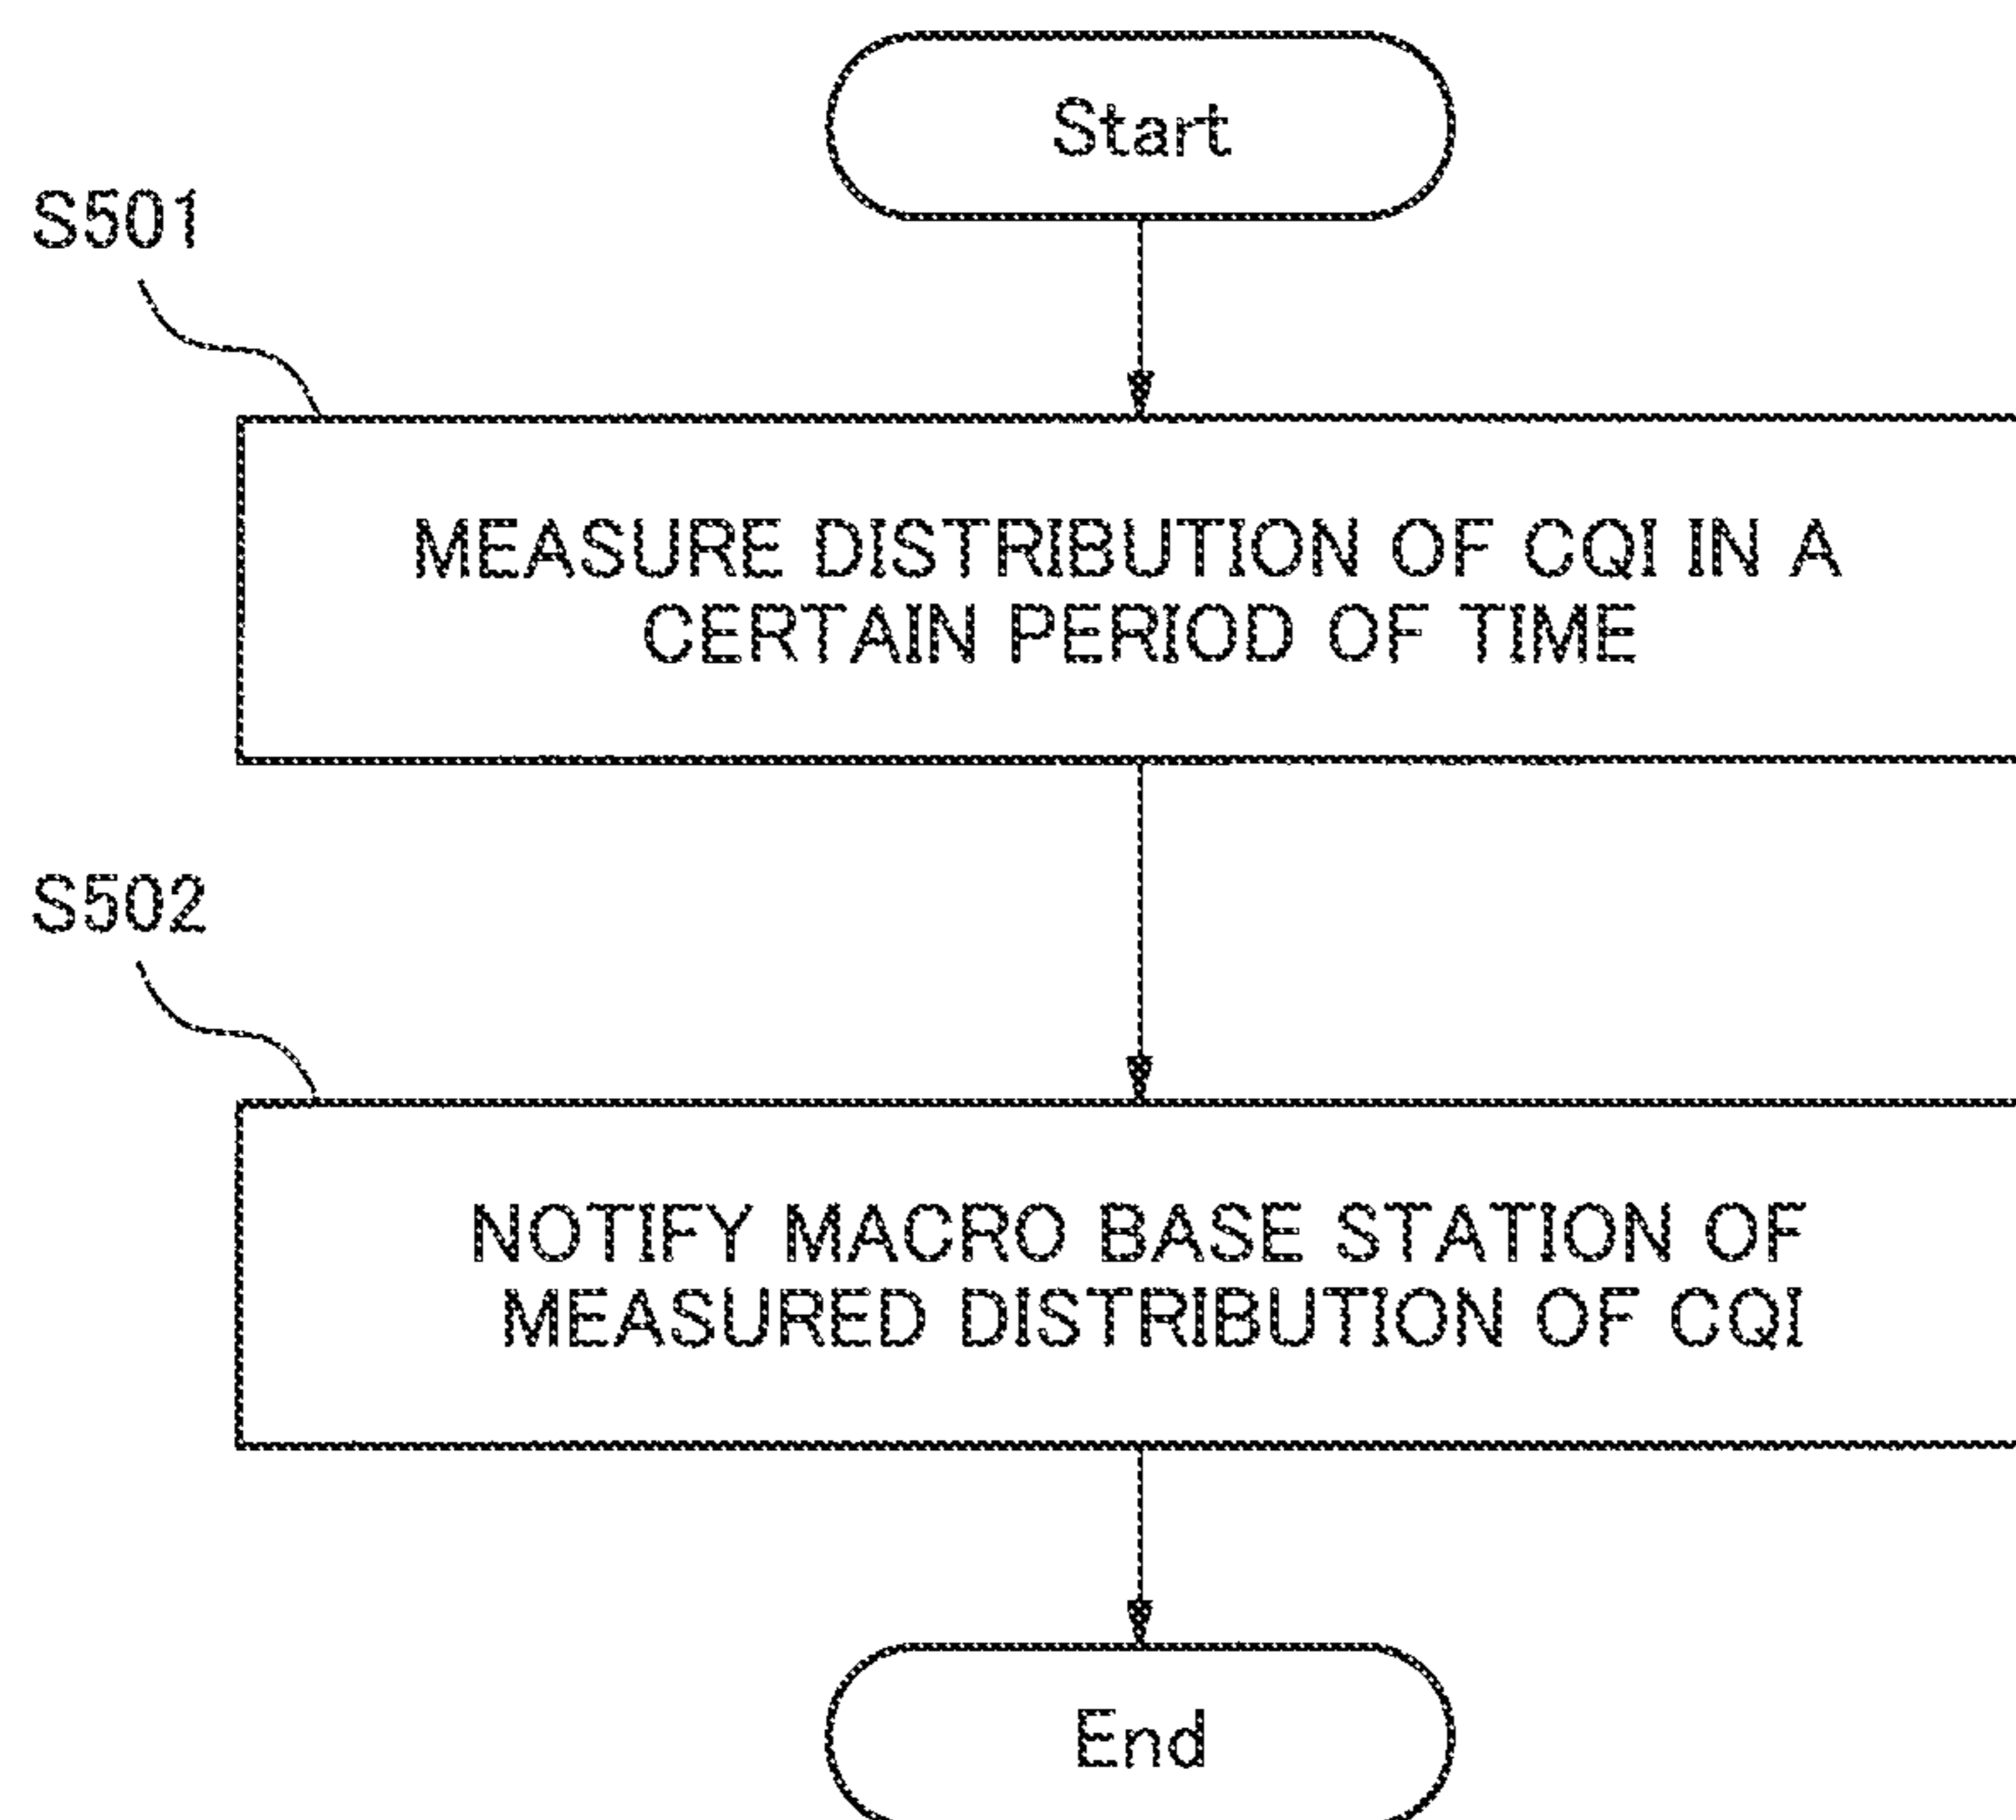 Start
S501
MEASURE DISTRIBUTION OF CQI IN A
CERTAIN PERIOD OF TIME
S502
NOTIFY MACRO BASE STATION OF
MEASURED DISTRIBUTION OF CQI
End